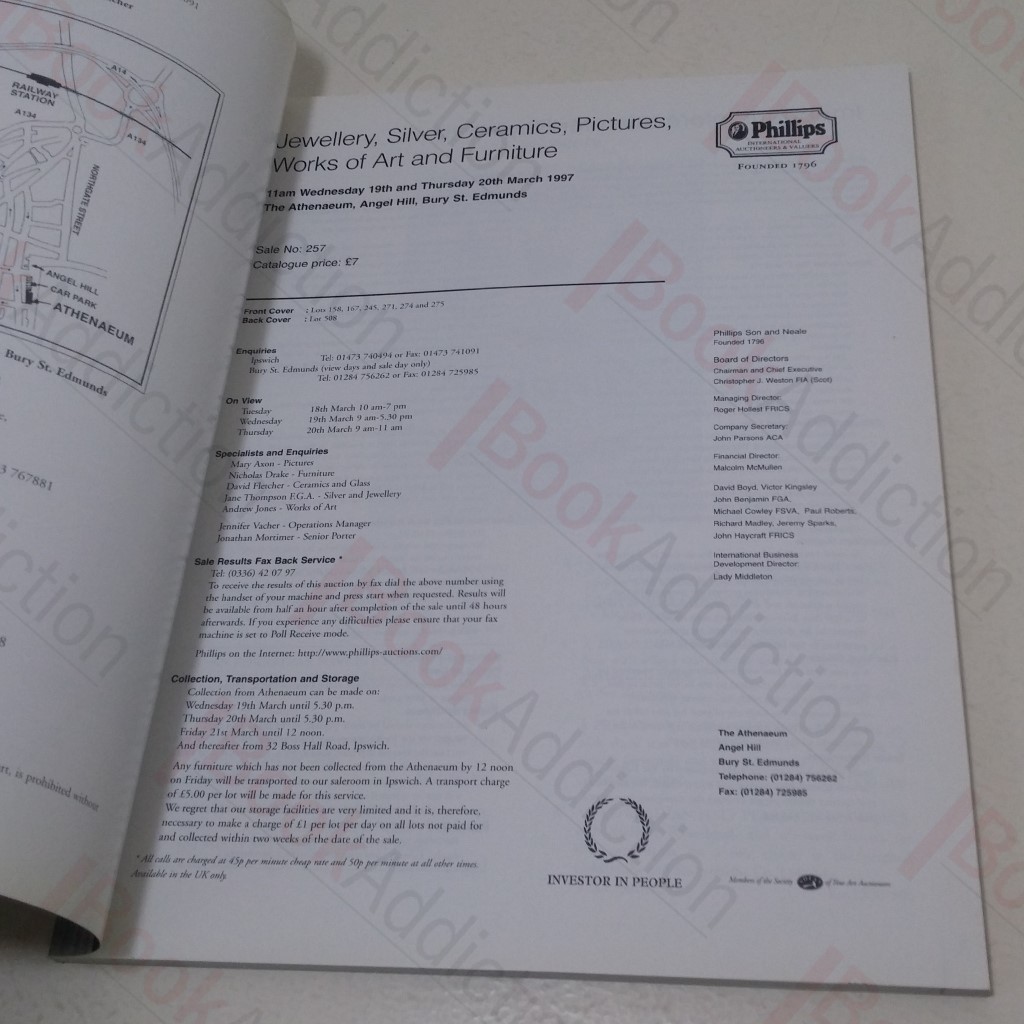 A14
RAILWAY
STATION
A134
A134
NORTHGATE STREET
ANGEL HILL
CAR PARK
ATHENAEUM
Bury St. Edmunds
3 767881
is prohibited without
Jewellery, Silver, Ceramics, Pictures,
Works of Art and Furniture
11am Wednesday 19th and Thursday 20th March 1997
The Athenaeum, Angel Hill, Bury St. Edmunds
Phillips
INTERNATIONAL
AUCTIONEERS & VALUERS
FOUNDED 1796
Sale No: 257
Catalogue price: £7
Front Cover : Lots 158, 167, 245, 271, 274 and 275
Back Cover : Lot 508
Enquiries
Ipswich Tel: 01473 740494 or Fax: 01473 741091
Bury St. Edmunds (view days and sale day only)
Tel: 01284 756262 or Fax: 01284 725985
On View
Tuesday 18th March 10 am-7 pm
Wednesday 19th March 9 am-5.30 pm
Thursday 20th March 9 am-11 am
Specialists and Enquiries
Mary Axon - Pictures
Nicholas Drake - Furniture
David Fletcher - Ceramics and Glass
Jane Thompson F.G.A. - Silver and Jewellery
Andrew Jones - Works of Art
Jennifer Vacher - Operations Manager
Jonathan Mortimer - Senior Porter
Sale Results Fax Back Service *
Tel: (0336) 42 07 97
To receive the results of this auction by fax dial the above number using
the handset of your machine and press start when requested. Results will
be available from half an hour after completion of the sale until 48 hours
afterwards. If you experience any difficulties please ensure that your fax
machine is set to Poll Receive mode.
Phillips on the Internet: http://www.phillips-auctions.com/
Collection, Transportation and Storage
Collection from Athenaeum can be made on:
Wednesday 19th March until 5.30 p.m.
Thursday 20th March until 5.30 p.m.
Friday 21st March until 12 noon.
And thereafter from 32 Boss Hall Road, Ipswich.
Any furniture which has not been collected from the Athenaeum by 12 noon
on Friday will be transported to our saleroom in Ipswich. A transport charge
of £5.00 per lot will be made for this service.
We regret that our storage facilities are very limited and it is, therefore,
necessary to make a charge of £1 per lot per day on all lots not paid for
and collected within two weeks of the date of the sale.
* All calls are charged at 45p per minute cheap rate and 50p per minute at all other times.
Available in the UK only.
Phillips Son and Neale
Founded 1796
Board of Directors
Chairman and Chief Executive
Christopher J. Weston FIA (Scot)
Managing Director:
Roger Hollest FRICS
Company Secretary:
John Parsons ACA
Financial Director:
Malcolm McMullen
David Boyd, Victor Kingsley
John Benjamin FGA,
Michael Cowley FSVA, Paul Roberts,
Richard Madley, Jeremy Sparks,
John Haycraft FRICS
International Business
Development Director:
Lady Middleton
The Athenaeum
Angel Hill
Bury St. Edmunds
Telephone: (01284) 756262
Fax: (01284) 725985
INVESTOR IN PEOPLE
Members of the Society of Fine Art Auctioneers
BookAddiction